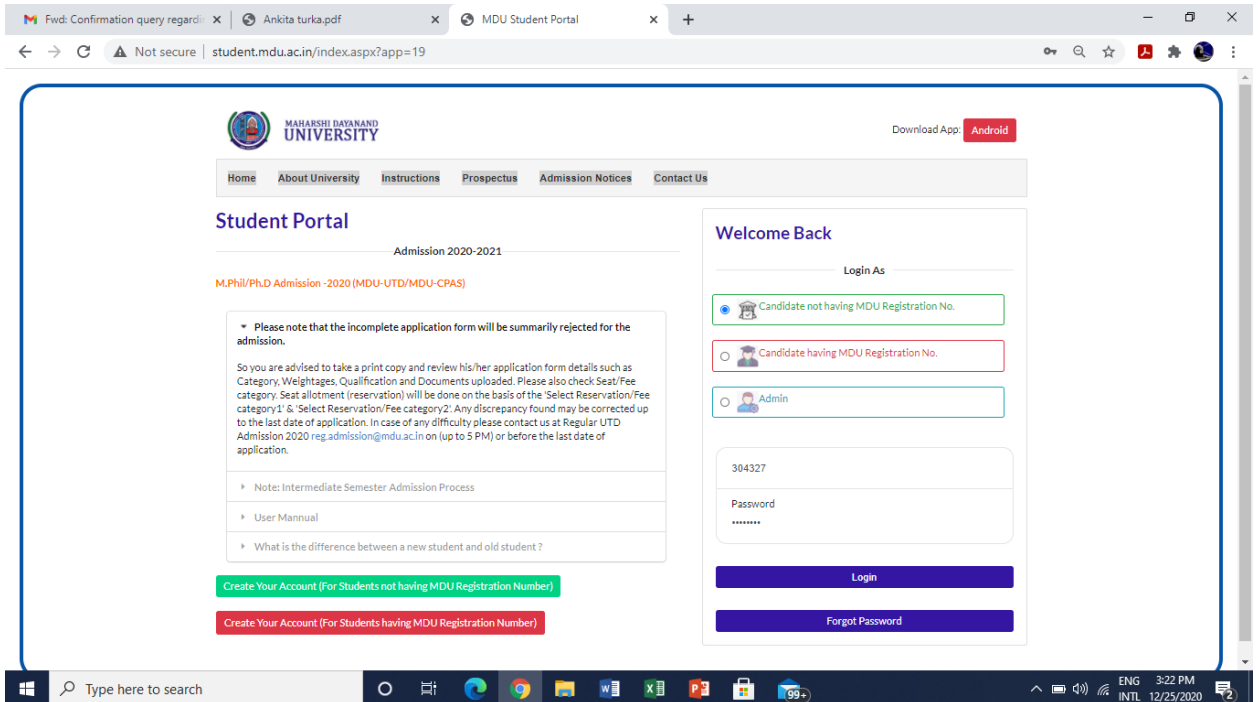 Fwd: Confirmation query regardi
Ankita turka.pdf
MDU Student Portal
Not secure
student.mdu.ac.in/index.aspx?app=19
MAHARSHI DAYANAND
UNIVERSITY
Download App: Android
Home About University Instructions Prospectus Admission Notices Contact Us
Student Portal
Admission 2020-2021
M.Phil/Ph.D Admission -2020 (MDU-UTD/MDU-CPAS)
Please note that the incomplete application form will be summarily rejected for the
admission.
So you are advised to take a print copy and review his/her application form details such as
Category, Weightages, Qualification and Documents uploaded. Please also check Seat/Fee
category. Seat allotment (reservation) will be done on the basis of the 'Select Reservation/Fee
category1' & 'Select Reservation/Fee category2'. Any discrepancy found may be corrected up
to the last date of application. In case of any difficulty please contact us at Regular UTD
Admission 2020 reg.admission@mdu.ac.in on (up to 5 PM) or before the last date of
application.
Note: Intermediate Semester Admission Process
User Mannual
What is the difference between a new student and old student ?
Create Your Account (For Students not having MDU Registration Number)
Create Your Account (For Students having MDU Registration Number)
Welcome Back
Login As
Candidate not having MDU Registration No.
Candidate having MDU Registration No.
Admin
304327
Password
••••••••
Login
Forgot Password
Type here to search
99+
ENG
INTL
3:22 PM
12/25/2020
2